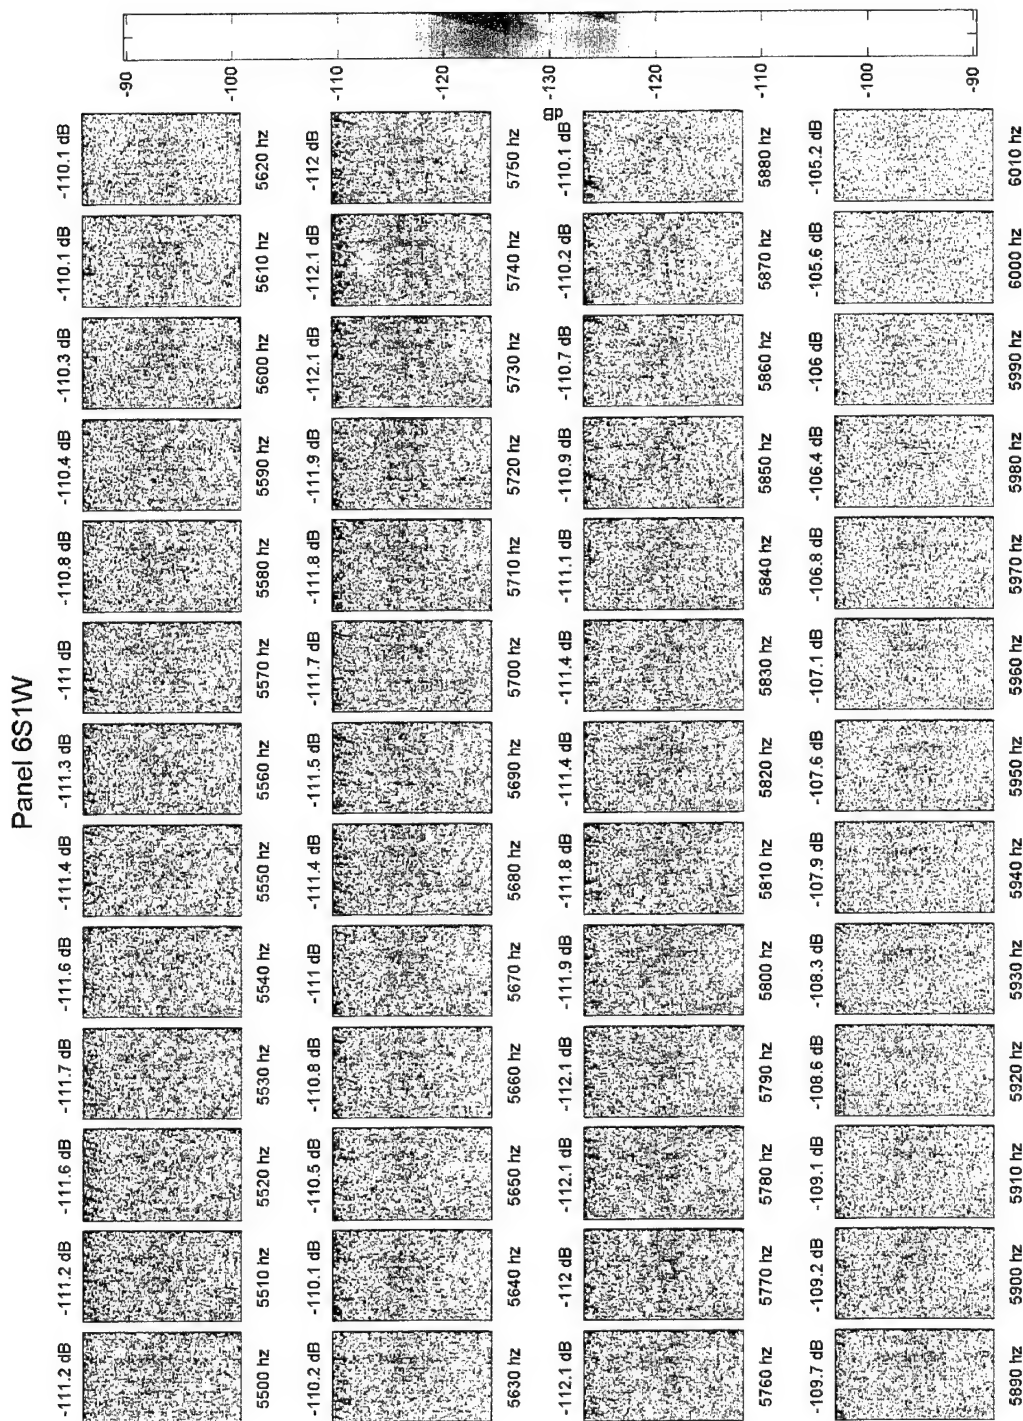 Panel 6S1W
-111.2 dB -111.2 dB -111.6 dB -111.7 dB -111.6 dB -111.4 dB -111.3 dB -111 dB -110.8 dB -110.4 dB -110.3 dB -110.1 dB -110.1 dB
5500 hz 5510 hz 5520 hz 5530 hz 5540 hz 5550 hz 5560 hz 5570 hz 5580 hz 5590 hz 5600 hz 5610 hz 5620 hz
-110.2 dB -110.1 dB -110.5 dB -110.8 dB -111 dB -111.4 dB -111.5 dB -111.7 dB -111.8 dB -111.9 dB -112.1 dB -112.1 dB -112 dB
5630 hz 5640 hz 5650 hz 5660 hz 5670 hz 5680 hz 5690 hz 5700 hz 5710 hz 5720 hz 5730 hz 5740 hz 5750 hz
-112.1 dB -112 dB -112.1 dB -112.1 dB -111.9 dB -111.8 dB -111.4 dB -111.4 dB -111.1 dB -110.9 dB -110.7 dB -110.2 dB -110.1 dB
5760 hz 5770 hz 5780 hz 5790 hz 5800 hz 5810 hz 5820 hz 5830 hz 5840 hz 5850 hz 5860 hz 5870 hz 5880 hz
-109.7 dB -109.2 dB -109.1 dB -108.6 dB -108.3 dB -107.9 dB -107.6 dB -107.1 dB -106.8 dB -106.4 dB -106 dB -105.6 dB -105.2 dB
5890 hz 5900 hz 5910 hz 5920 hz 5930 hz 5940 hz 5950 hz 5960 hz 5970 hz 5980 hz 5990 hz 6000 hz 6010 hz
-90
-100
-110
-120
-130
-120
-110
-100
-90
dB